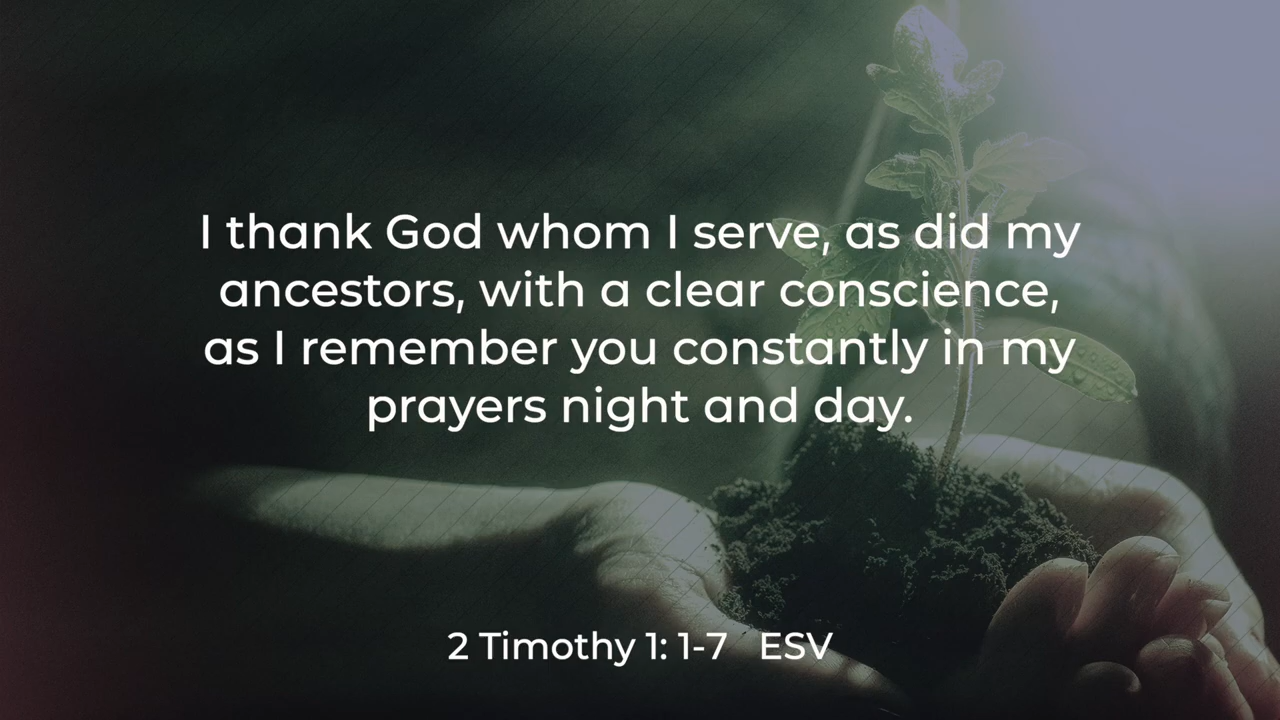 I thank God whom I serve, as did my
ancestors, with a clear conscience,
as I remember you constantly in my
prayers night and day.
2 Timothy 1: 1-7 ESV